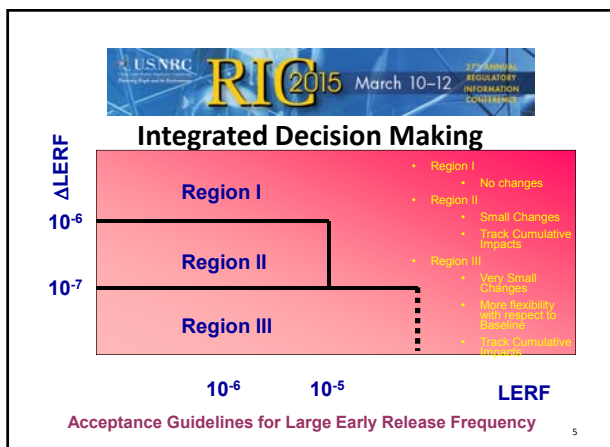 U.S.NRC
RIC 2015 March 10–12
27TH ANNUAL
REGULATORY
INFORMATION
CONFERENCE
Integrated Decision Making
ΔLERF
10-6
10-7
Region I
Region II
Region III
• Region I
• No changes
• Region II
• Small Changes
• Track Cumulative
Impacts
• Region III
• Very Small
Changes
• More flexibility
with respect to
Baseline
• Track Cumulative
Impacts
10-6 10-5 LERF
Acceptance Guidelines for Large Early Release Frequency
5